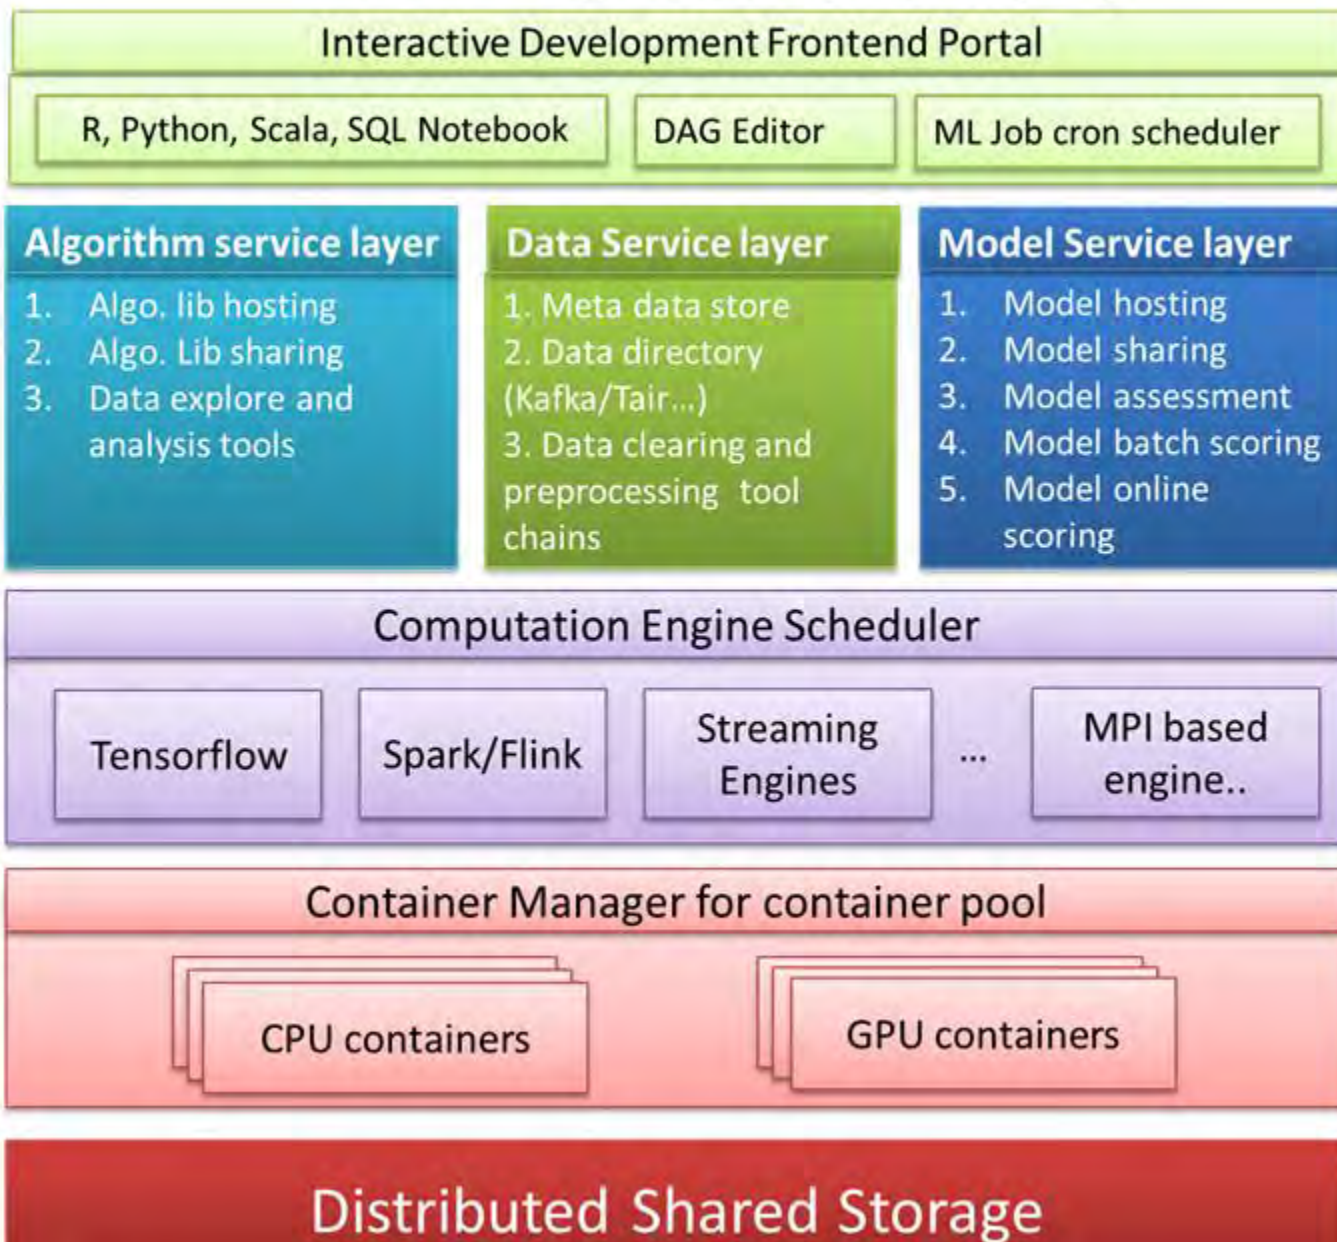 Interactive Development Frontend Portal
R, Python, Scala, SQL Notebook
DAG Editor
ML Job cron scheduler
Algorithm service layer
1. Algo. lib hosting
2. Algo. Lib sharing
3. Data explore and
analysis tools
Data Service layer
1. Meta data store
2. Data directory
(Kafka/Tair...)
3. Data clearing and
preprocessing tool
chains
Model Service layer
1. Model hosting
2. Model sharing
3. Model assessment
4. Model batch scoring
5. Model online
scoring
Computation Engine Scheduler
Tensorflow
Spark/Flink
Streaming
Engines
...
MPI based
engine..
Container Manager for container pool
CPU containers
GPU containers
Distributed Shared Storage